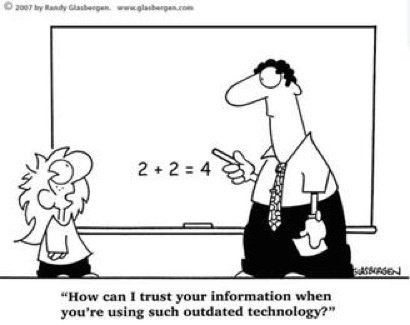 © 2007 by Randy Glasbergen. www.glasbergen.com
2 + 2 = 4
GLASBERGEN
“How can I trust your information when
you’re using such outdated technology?”